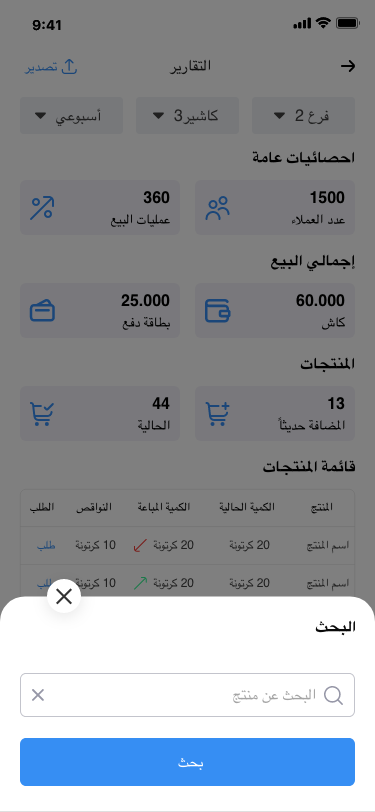 9:41
التقارير
تصدير
فرع 2
كاشير3
أسبوعي
احصائيات عامة
1500
عدد العملاء
360
عمليات البيع
إجمالي البيع
60.000
كاش
25.000
بطاقة دفع
المنتجات
13
المضافة حديثاً
44
الحالية
قائمة المنتجات
المنتج الكمية الحالية الكمية المباعة النواقص الطلب
اسم المنتج 20 كرتونة 20 كرتونة 10 كرتونة طلب
اسم المنتج 20 كرتونة 20 كرتونة 10 كرتونة طلب
البحث
البحث عن منتج
بحث